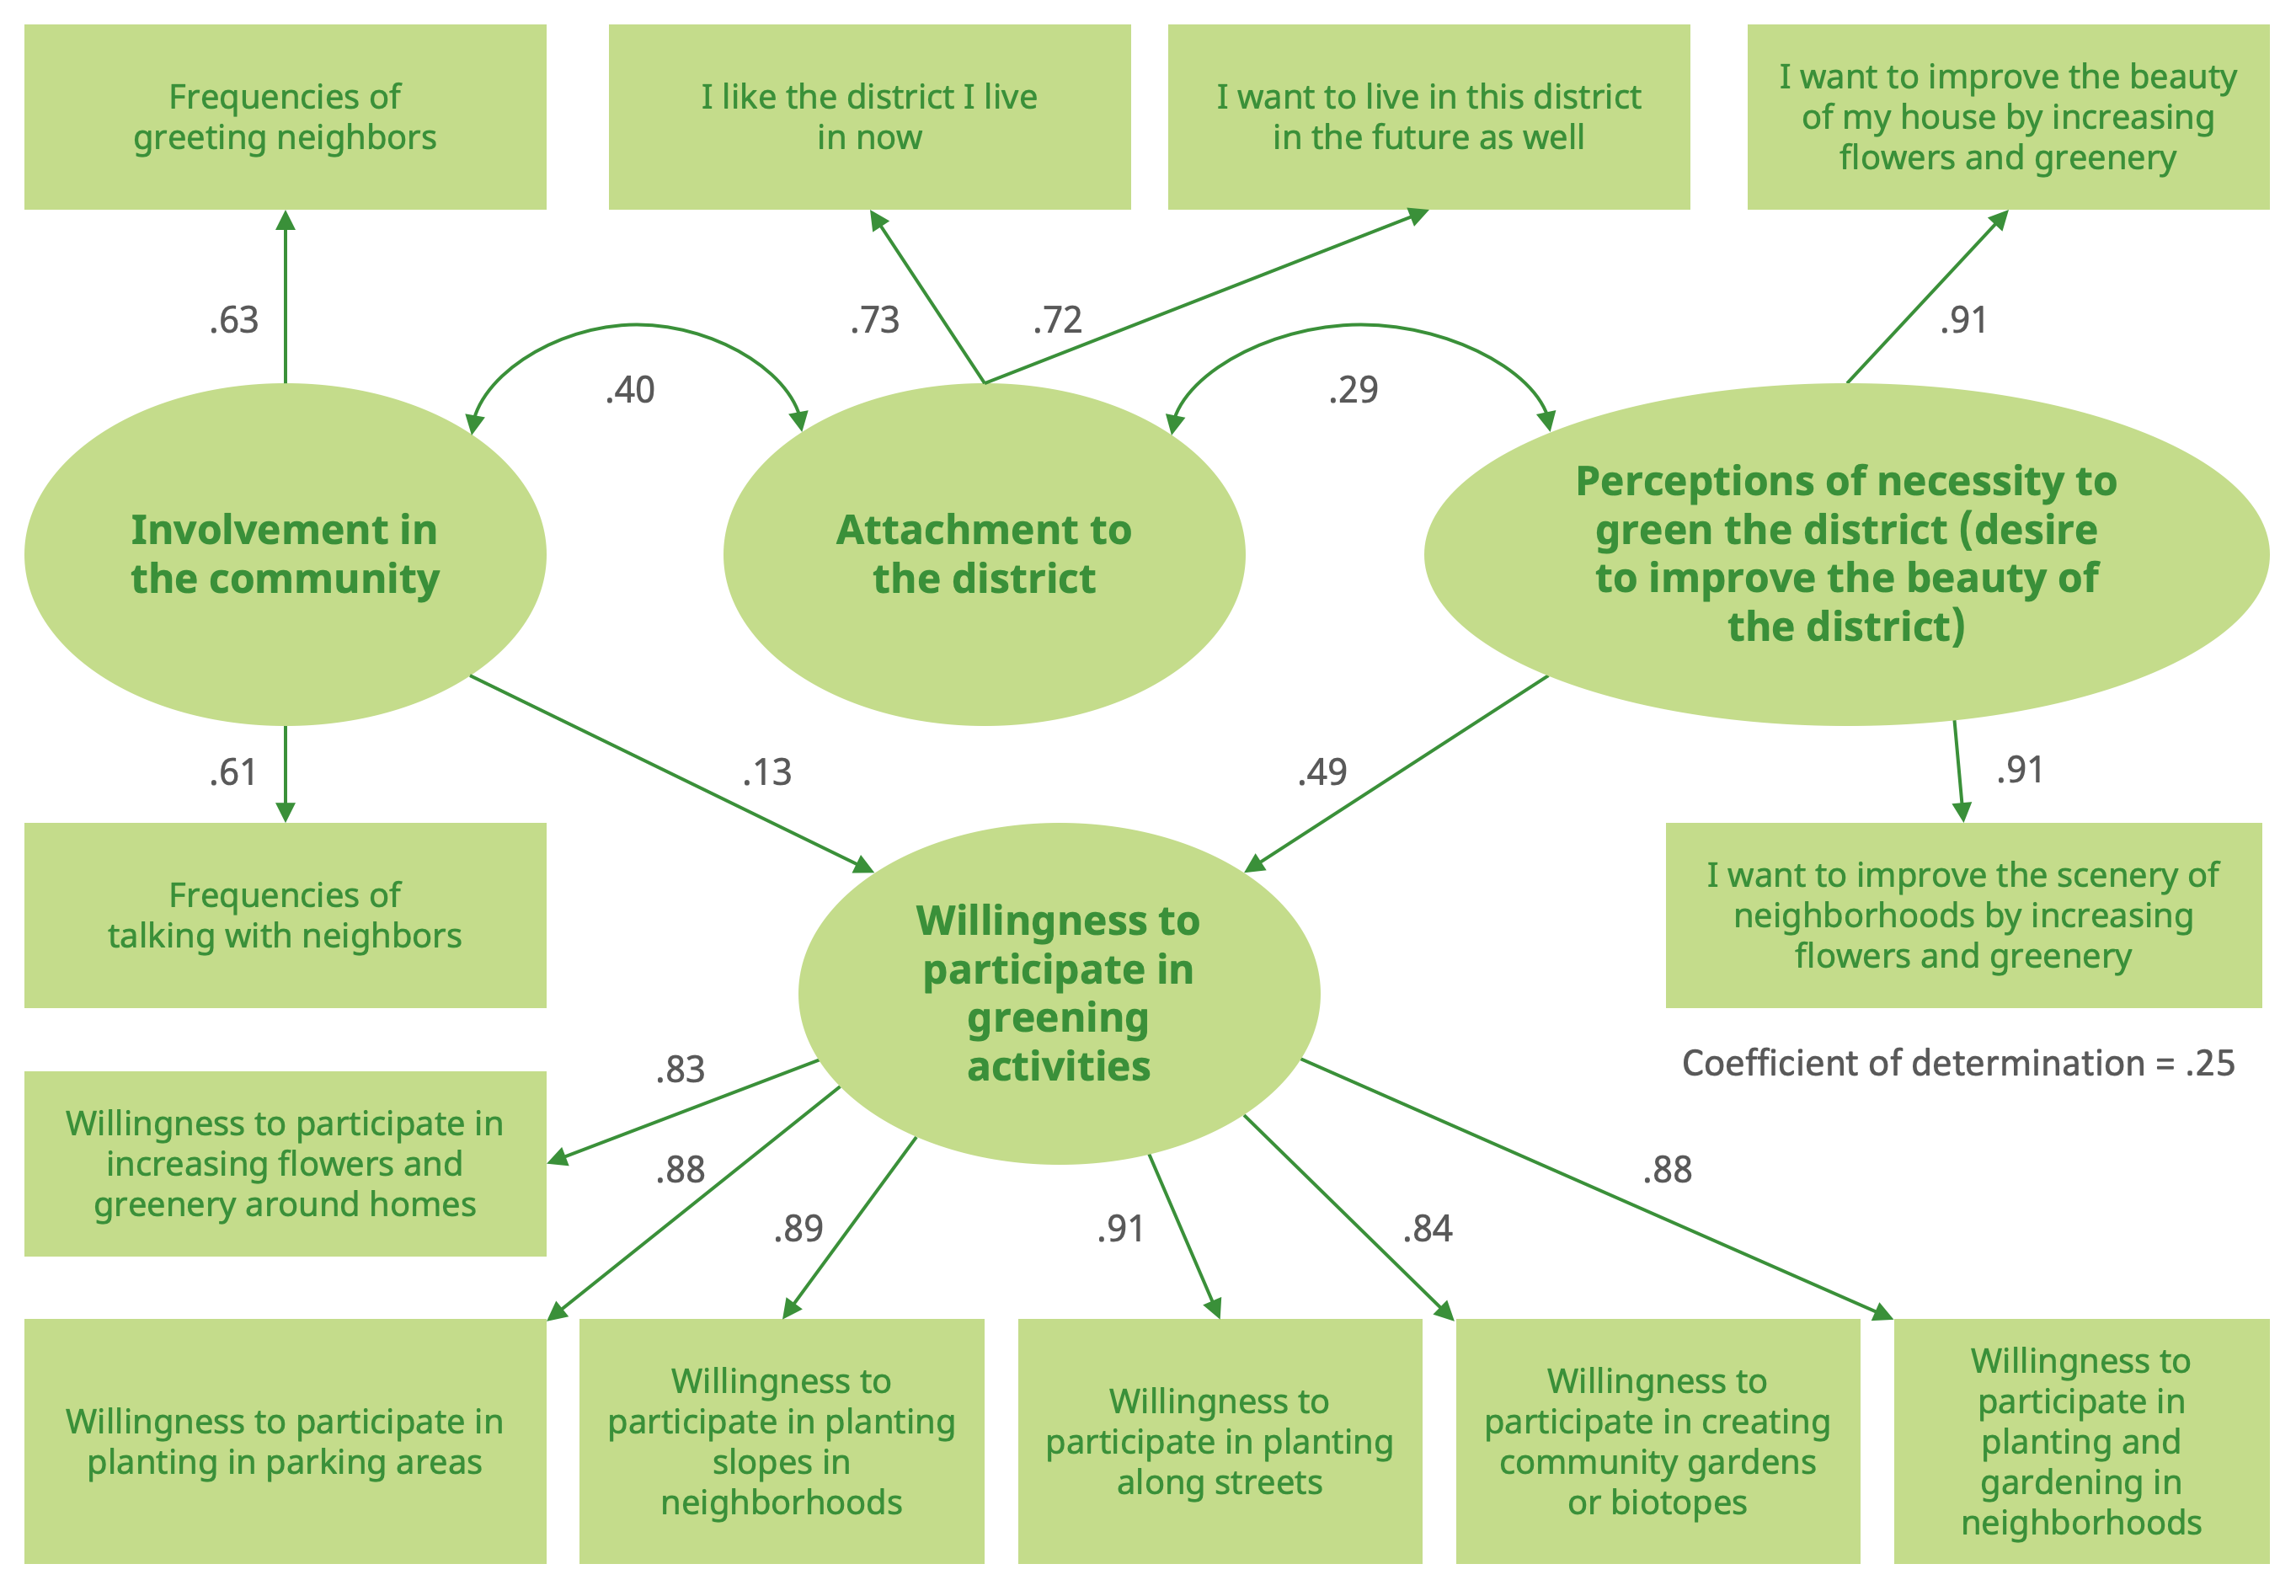 Frequencies of
greeting neighbors
I like the district I live
in now
I want to live in this district
in the future as well
I want to improve the beauty
of my house by increasing
flowers and greenery
.63
.40
.73
.72
.29
.91
Involvement in
the community
Attachment to
the district
Perceptions of necessity to
green the district (desire
to improve the beauty of
the district)
.61
.13
.49
.91
Frequencies of
talking with neighbors
Willingness to
participate in
greening
activities
I want to improve the scenery of
neighborhoods by increasing
flowers and greenery
Coefficient of determination = .25
.83
.88
.89
.91
.84
.88
Willingness to participate in
increasing flowers and
greenery around homes
Willingness to participate in
planting in parking areas
Willingness to
participate in planting
slopes in
neighborhoods
Willingness to
participate in planting
along streets
Willingness to
participate in creating
community gardens
or biotopes
Willingness to
participate in
planting and
gardening in
neighborhoods